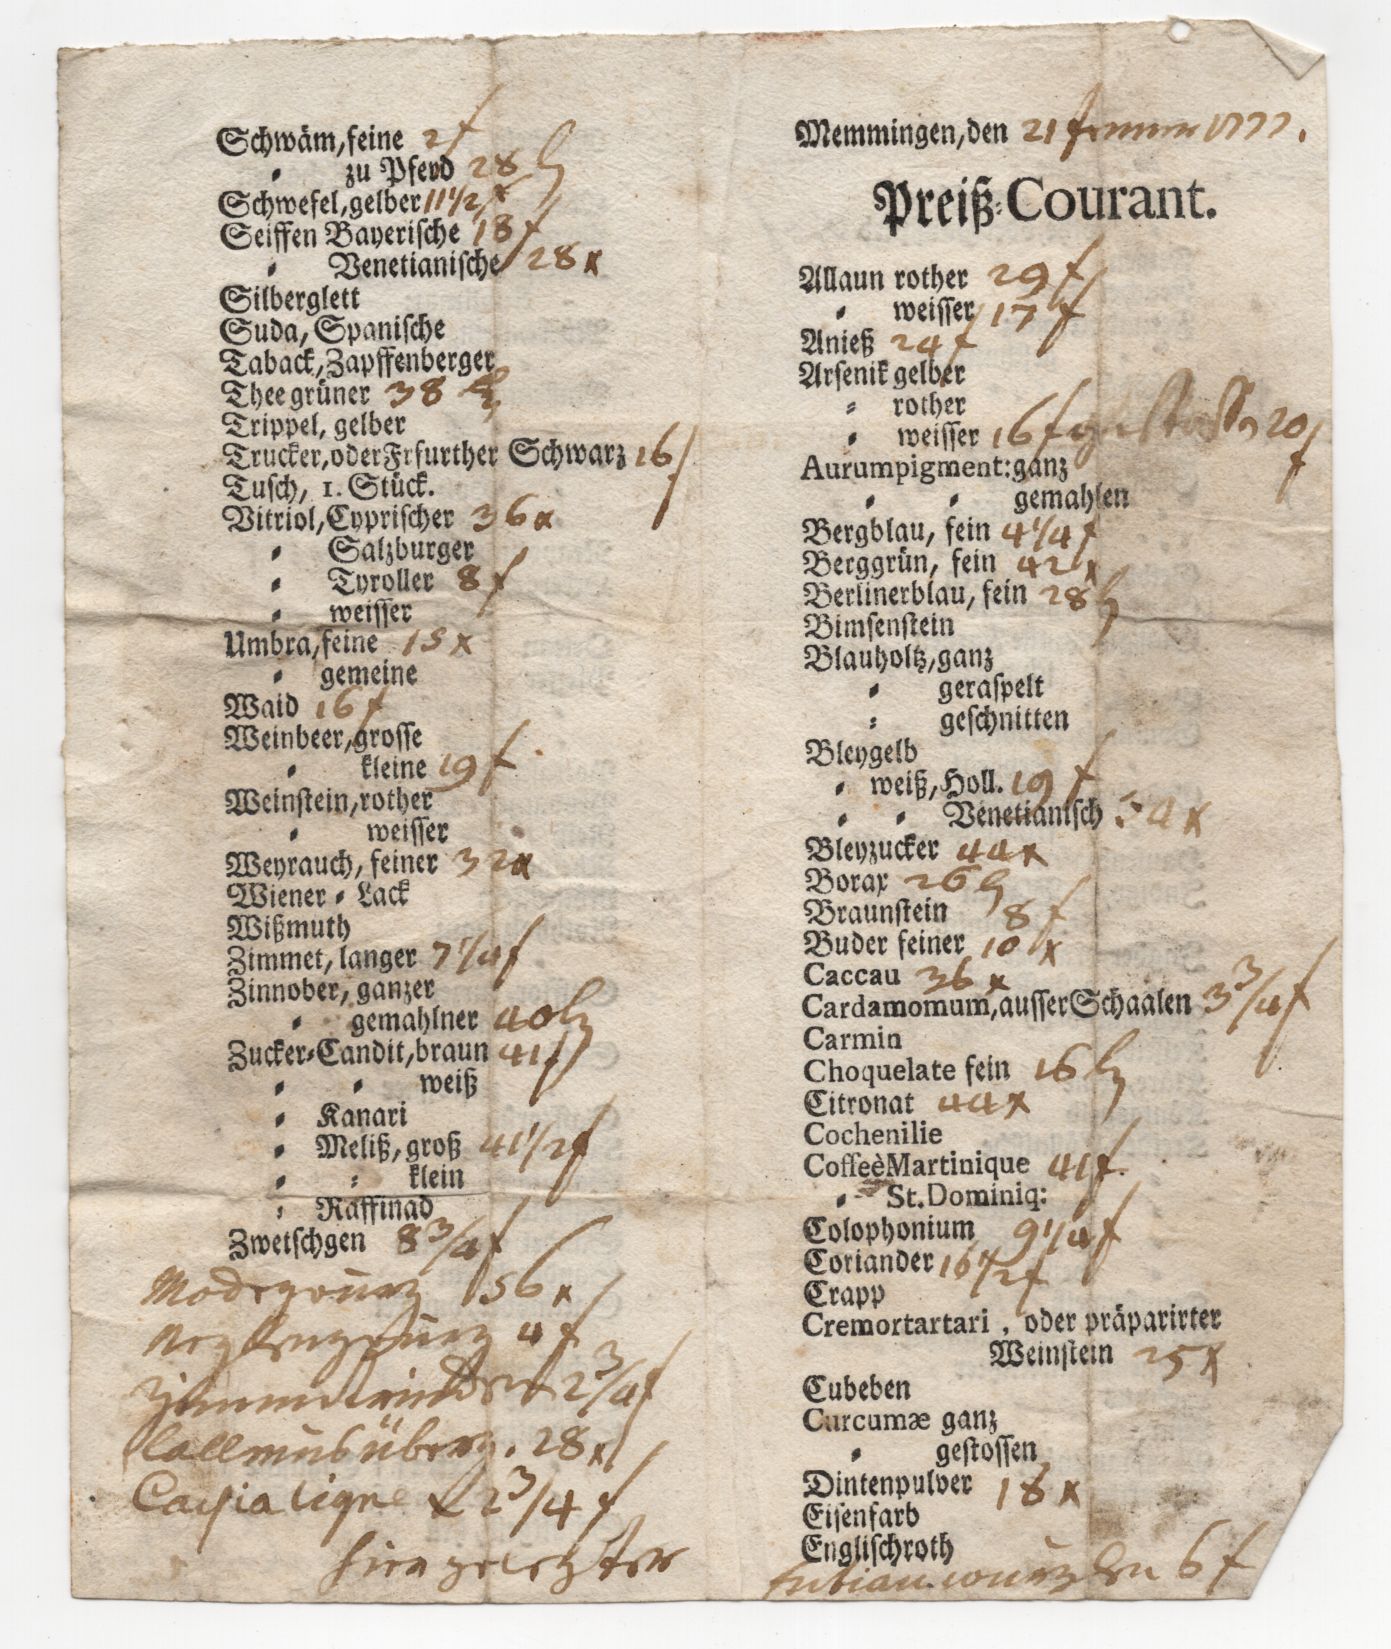 Schwäm, feine 2 f
⸗ zu Pferd 28
Schwefel, gelber 11 1/2 x
Seiffen Bayerische 18 f
⸗ Venetianische 28 x
Silberglett
Suda, Spanische
Taback, Zapffenberger
Thee grüner 38
Trippel, gelber
Trucker, oder Frfurther Schwarz 16 f
Tusch, 1. Stück.
Vitriol, Cyprischer 36 x
⸗ Salzburger
⸗ Tyroller 8 f
⸗ weisser
Umbra, feine 15 x
⸗ gemeine
Waid 16 f
Weinbeer, grosse
⸗ kleine 19 f
Weinstein, rother
⸗ weisser
Weyrauch, feiner 32 x
Wiener ⸗ Lack
Wißmuth
Zimmet, langer 7 1/4 f
Zinnober, ganzer
⸗ gemahlner 40
Zucker⸗Candit, braun 41 f
⸗ ⸗ weiß
⸗ Kanari
⸗ Meliß, groß 41 1/2 f
⸗ ⸗ klein
⸗ Raffinad
Zwetschgen 8 3/4 f
56 x
4 f
2 3/4 f
28 x
Cassia ligne 2 3/4 f
Memmingen, den 21 1777.
Preiß⸗Courant.
Allaun rother 29 f
⸗ weisser 17 f
Anieß 24 f
Arsenik gelber
⸗ rother
⸗ weisser 16 f 20 f
Aurumpigment: ganz
⸗ ⸗ gemahlen
Bergblau, fein 4 1/4 f
Berggrün, fein 42 x
Berlinerblau, fein 28
Bimsenstein
Blauholtz, ganz
⸗ geraspelt
⸗ geschnitten
Bleygelb
⸗ weiß, Holl. 19 f
⸗ ⸗ Venetianisch 34 x
Bleyzucker 44 x
Borax 26
Braunstein 8 f
Buder feiner 10 x
Caccau 36 x
Cardamomum, ausser Schaalen 3 3/4 f
Carmin
Choquelate fein 16
Citronat 44 x
Cochenilie
Coffeè Martinique 41 f.
⸗ St. Dominiq:
Colophonium 9 1/4 f
Coriander 16 1/2 f
Crapp
Cremortartari, oder präparirter
Weinstein 25 x
Cubeben
Curcumæ ganz
⸗ gestossen
Dintenpulver 18 x
Eisenfarb
Englischroth
6 f